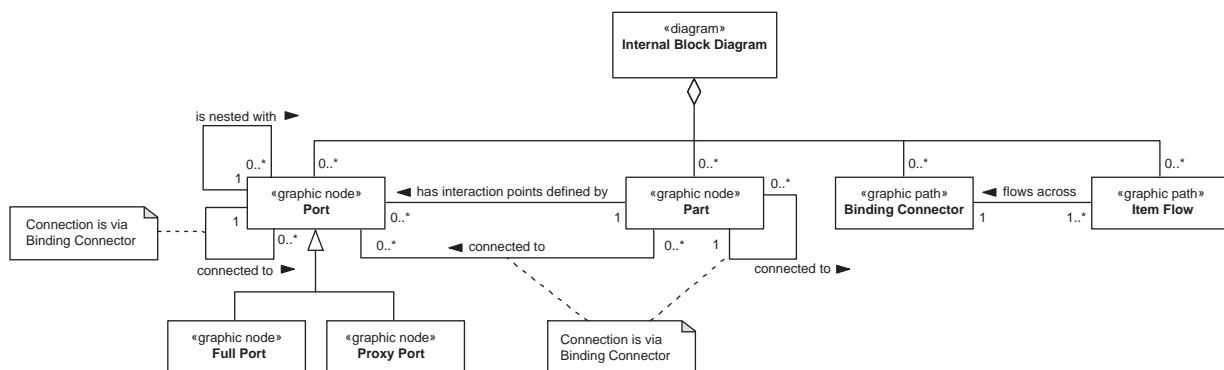 «diagram»
Internal Block Diagram
is nested with ►
0..*
1
0..*
0..*
0..*
0..*
«graphic node»
Port
◄ has interaction points defined by
0..*
1
«graphic node»
Part
0..*
«graphic path»
Binding Connector
◄ flows across
1
1..*
«graphic path»
Item Flow
Connection is via
Binding Connector
1
0..*
connected to ►
0..*
◄ connected to
0..*
1
connected to ►
«graphic node»
Full Port
«graphic node»
Proxy Port
Connection is via
Binding Connector